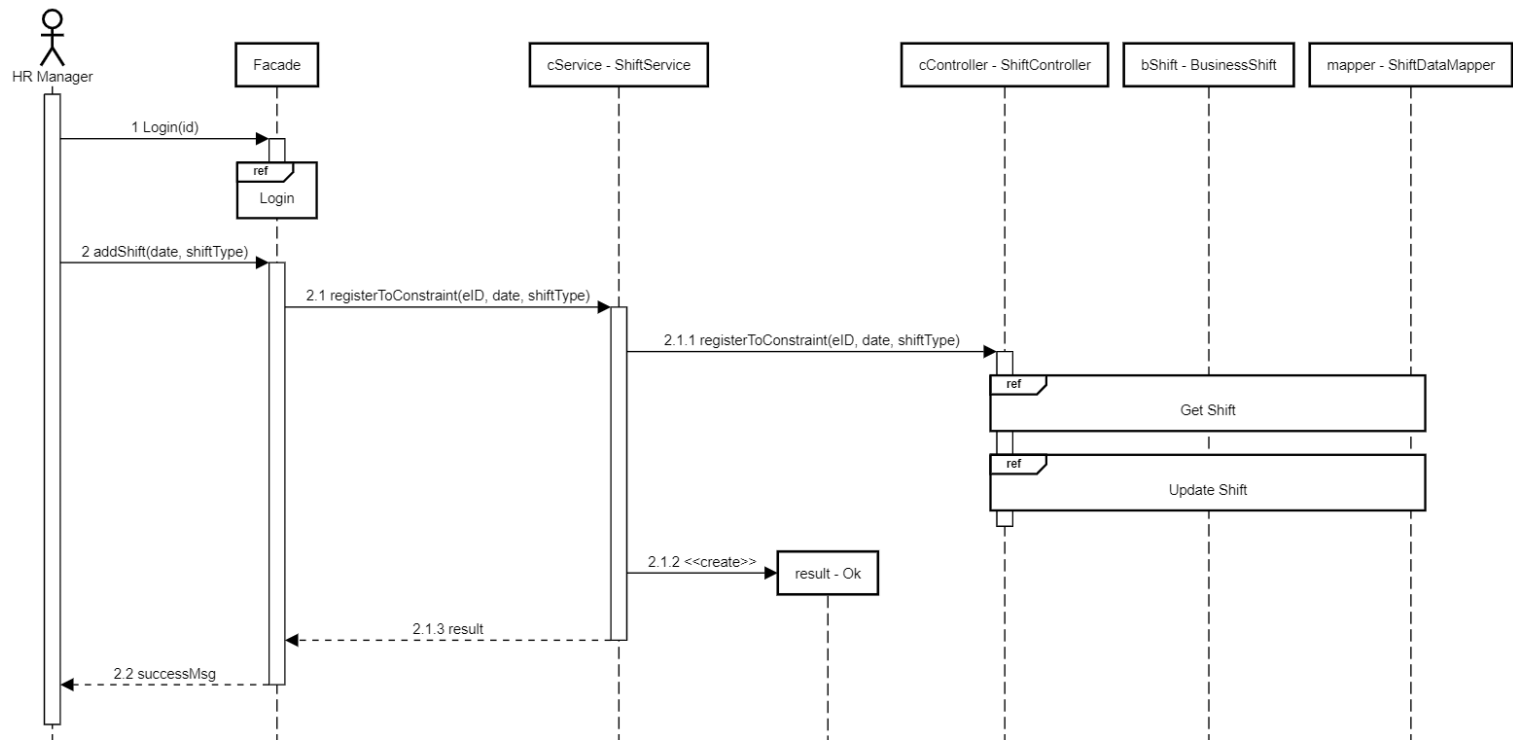 HR Manager
Facade
cService - ShiftService
cController - ShiftController
bShift - BusinessShift
mapper - ShiftDataMapper
1 Login(id)
ref
Login
2 addShift(date, shiftType)
2.1 registerToConstraint(eID, date, shiftType)
2.1.1 registerToConstraint(eID, date, shiftType)
ref
Get Shift
ref
Update Shift
2.1.2 <<create>>
result - Ok
2.1.3 result
2.2 successMsg